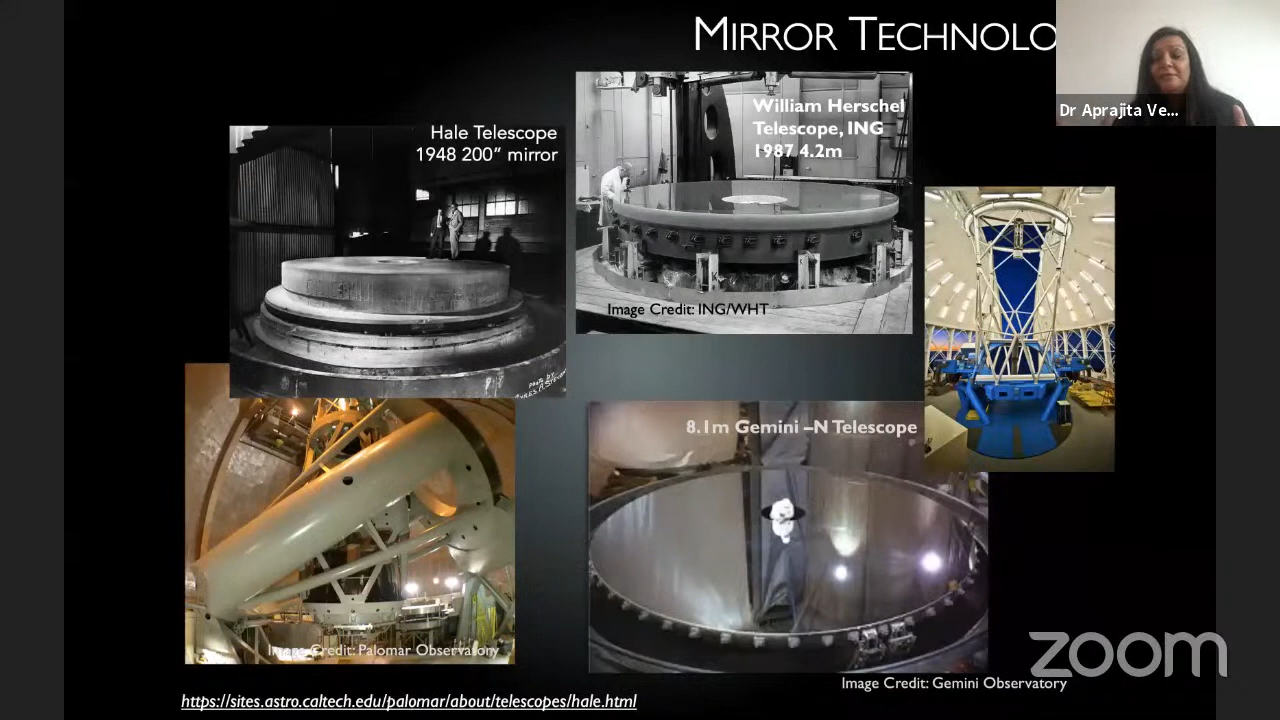 MIRROR TECHNOLO
Dr Aprajita Ve...
Hale Telescope
1948 200” mirror
William Herschel
Telescope, ING
1987 4.2m
Image Credit: ING/WHT
8.1m Gemini –N Telescope
Image Credit: Palomar Observatory
zoom
Image Credit: Gemini Observatory
https://sites.astro.caltech.edu/palomar/about/telescopes/hale.html